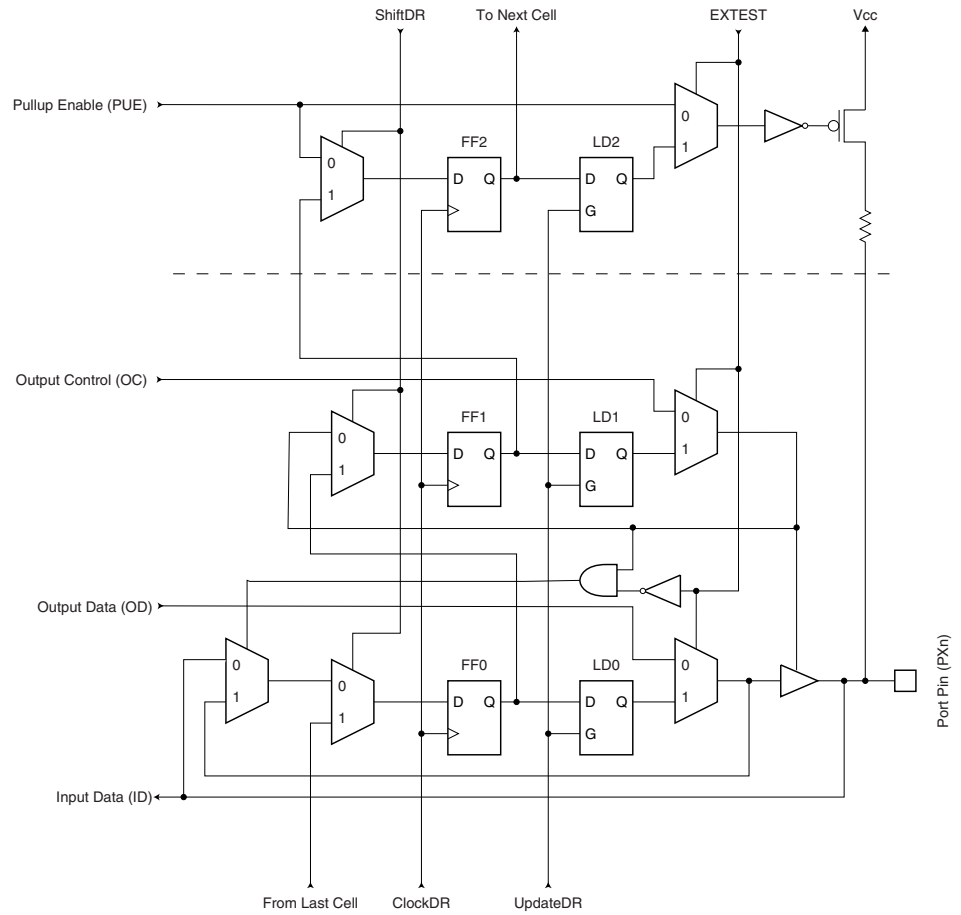 ShiftDR
To Next Cell
EXTEST
Vcc
Pullup Enable (PUE)
0
1
FF2
D Q
LD2
D Q
G
0
1
Output Control (OC)
0
1
FF1
D Q
LD1
D Q
G
0
1
Output Data (OD)
0
1
0
1
FF0
D Q
LD0
D Q
G
0
1
Port Pin (PXn)
Input Data (ID)
From Last Cell
ClockDR
UpdateDR